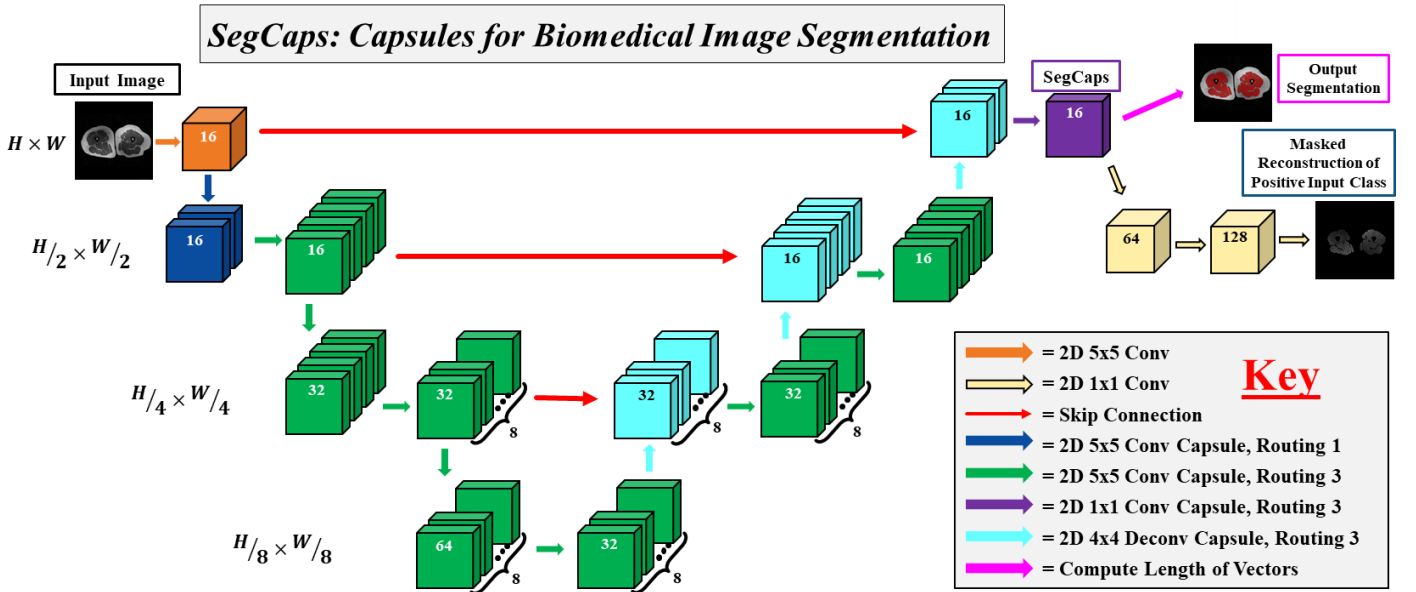 SegCaps: Capsules for Biomedical Image Segmentation
Input Image
H × W
16
16
SegCaps
16
Output
Segmentation
Masked
Reconstruction of
Positive Input Class
64
128
H/2 × W/2
16
16
16
16
H/4 × W/4
32
32
8
32
8
32
8
H/8 × W/8
64
8
32
8
Key
= 2D 5x5 Conv
= 2D 1x1 Conv
= Skip Connection
= 2D 5x5 Conv Capsule, Routing 1
= 2D 5x5 Conv Capsule, Routing 3
= 2D 1x1 Conv Capsule, Routing 3
= 2D 4x4 Deconv Capsule, Routing 3
= Compute Length of Vectors